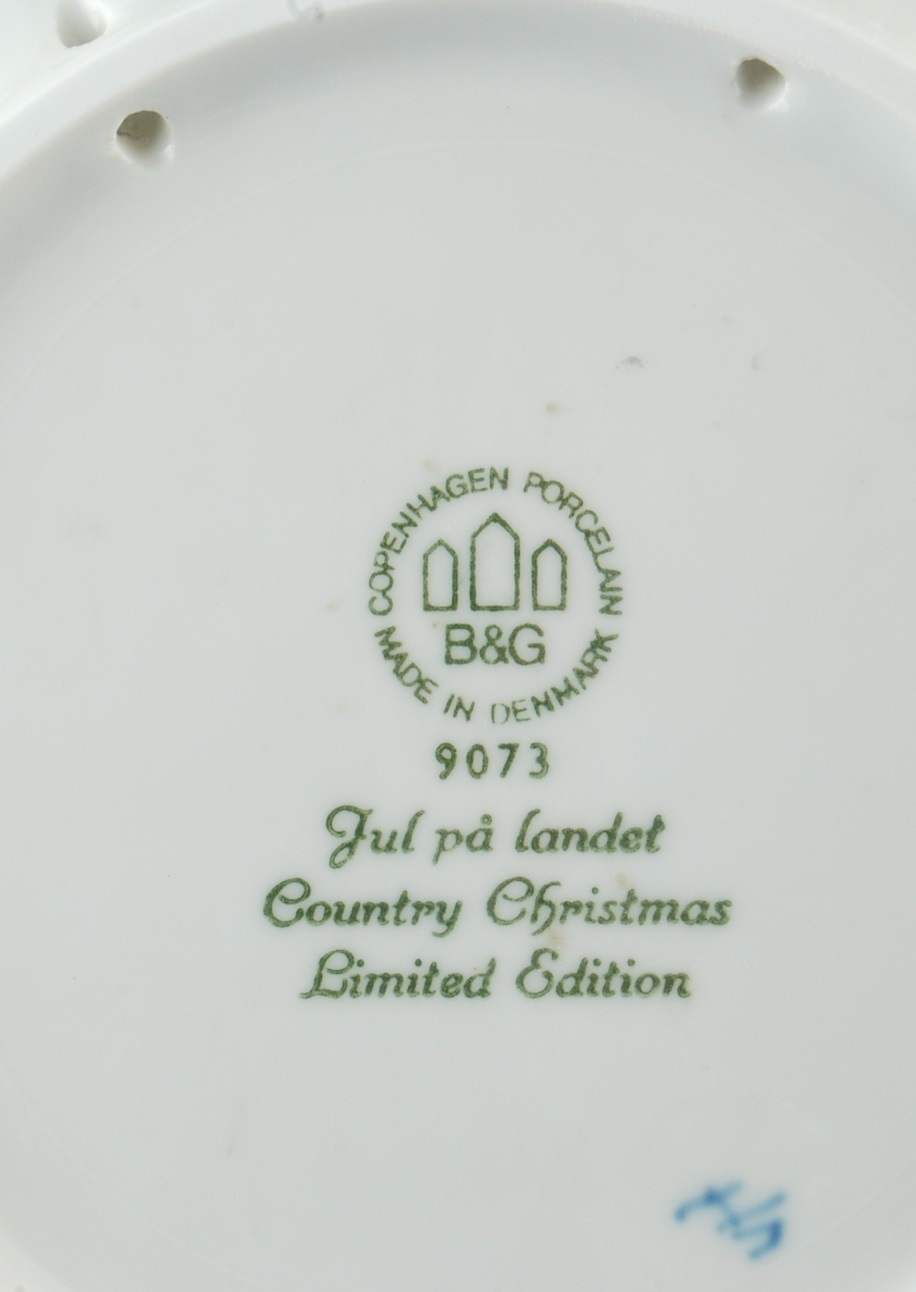 COPENHAGEN PORCELAIN
B&G
MADE IN DENMARK
9073
Jul på landet
Country Christmas
Limited Edition